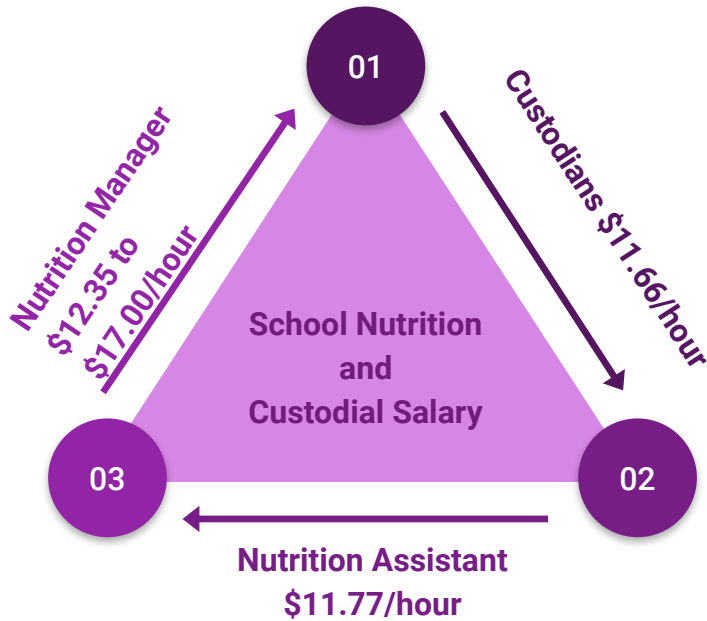 01
Custodians $11.66/hour
Nutrition Manager
$12.35 to
$17.00/hour
School Nutrition
and
Custodial Salary
03
02
Nutrition Assistant
$11.77/hour